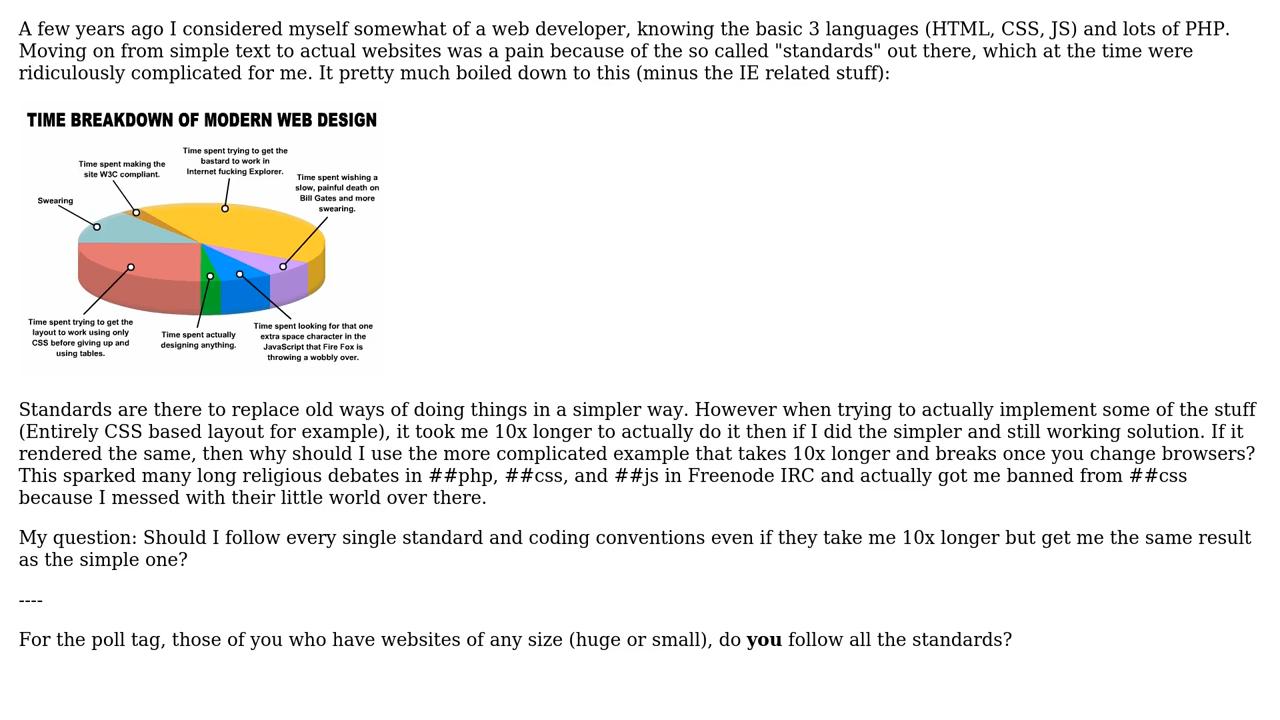 A few years ago I considered myself somewhat of a web developer, knowing the basic 3 languages (HTML, CSS, JS) and lots of PHP.
Moving on from simple text to actual websites was a pain because of the so called "standards" out there, which at the time were
ridiculously complicated for me. It pretty much boiled down to this (minus the IE related stuff):
TIME BREAKDOWN OF MODERN WEB DESIGN
Time spent trying to get the
bastard to work in
Internet fucking Explorer.
Time spent making the
site W3C compliant.
Time spent wishing a
slow, painful death on
Bill Gates and more
swearing.
Swearing
Time spent trying to get the
layout to work using only
CSS before giving up and
using tables.
Time spent actually
designing anything.
Time spent looking for that one
extra space character in the
JavaScript that Fire Fox is
throwing a wobbly over.
Standards are there to replace old ways of doing things in a simpler way. However when trying to actually implement some of the stuff
(Entirely CSS based layout for example), it took me 10x longer to actually do it then if I did the simpler and still working solution. If it
rendered the same, then why should I use the more complicated example that takes 10x longer and breaks once you change browsers?
This sparked many long religious debates in ##php, ##css, and ##js in Freenode IRC and actually got me banned from ##css
because I messed with their little world over there.
My question: Should I follow every single standard and coding conventions even if they take me 10x longer but get me the same result
as the simple one?
----
For the poll tag, those of you who have websites of any size (huge or small), do you follow all the standards?